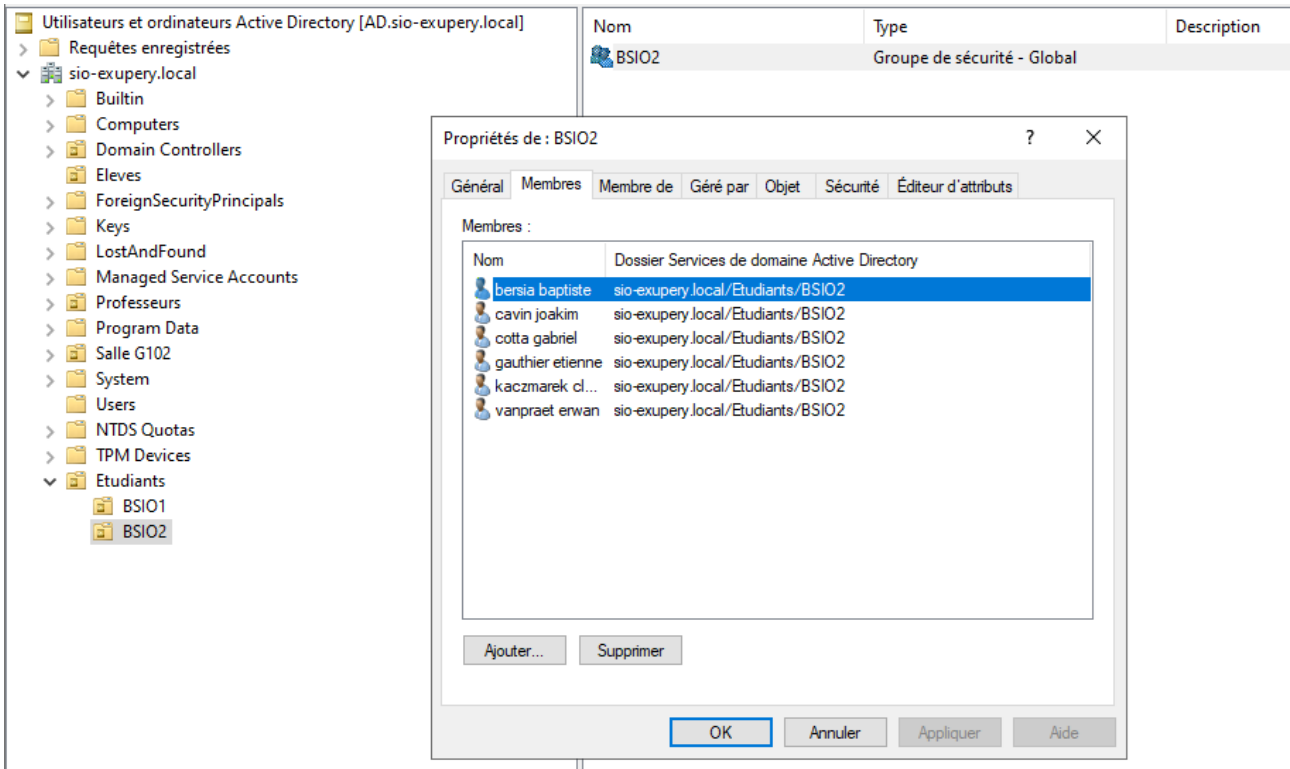 Utilisateurs et ordinateurs Active Directory [AD.sio-exupery.local]
Requêtes enregistrées
sio-exupery.local
Builtin
Computers
Domain Controllers
Eleves
ForeignSecurityPrincipals
Keys
LostAndFound
Managed Service Accounts
Professeurs
Program Data
Salle G102
System
Users
NTDS Quotas
TPM Devices
Etudiants
BSIO1
BSIO2
Nom Type Description
BSIO2 Groupe de sécurité - Global
Propriétés de : BSIO2 ?
Général Membres Membre de Géré par Objet Sécurité Éditeur d'attributs
Membres :
Nom Dossier Services de domaine Active Directory
bersia baptiste sio-exupery.local/Etudiants/BSIO2
cavin joakim sio-exupery.local/Etudiants/BSIO2
cotta gabriel sio-exupery.local/Etudiants/BSIO2
gauthier etienne sio-exupery.local/Etudiants/BSIO2
kaczmarek cl... sio-exupery.local/Etudiants/BSIO2
vanpraet erwan sio-exupery.local/Etudiants/BSIO2
Ajouter... Supprimer
OK Annuler Appliquer Aide